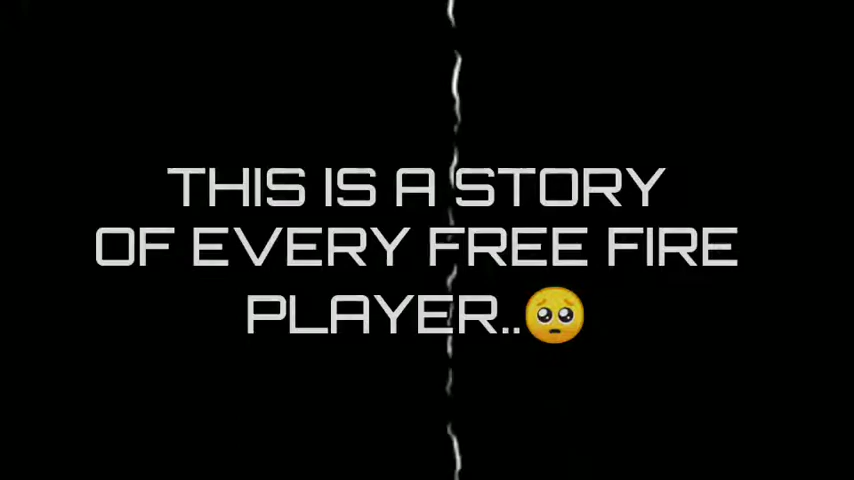 THIS IS A STORY
OF EVERY FREE FIRE
PLAYER..🥺